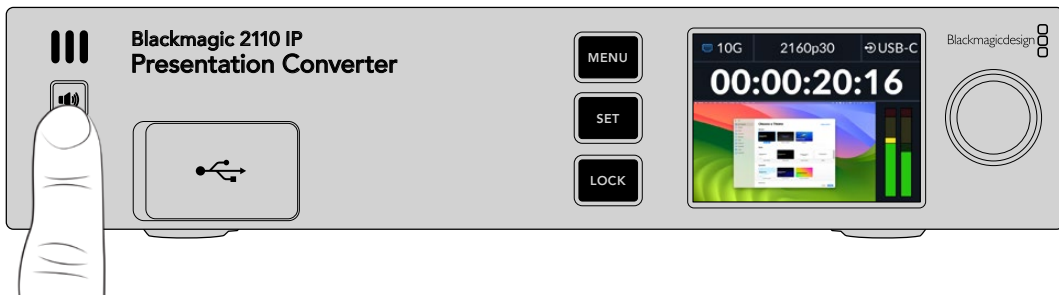 Blackmagic 2110 IP
Presentation Converter
MENU
SET
LOCK
10G 2160p30 USB-C
00:00:20:16
Blackmagicdesign